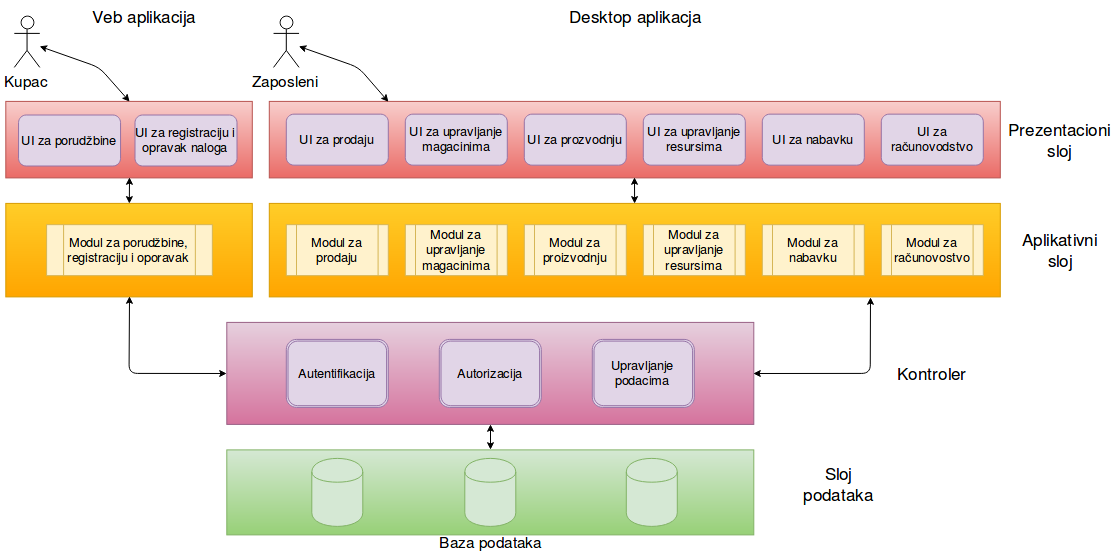 Veb aplikacija
Desktop aplikacja
Kupac
Zaposleni
UI za porudžbine
UI za registraciju i
opravak naloga
UI za prodaju
UI za upravljanje
magacinima
UI za prozvodnju
UI za upravljanje
resursima
UI za nabavku
UI za
računovodstvo
Prezentacioni
sloj
Modul za porudžbine,
registraciju i oporavak
Modul za
prodaju
Modul za
upravljanje
magacinima
Modul za
proizvodnju
Modul za
upravljanje
resursima
Modul za
nabavku
Modul za
računovostvo
Aplikativni
sloj
Autentifikacija
Autorizacija
Upravljanje
podacima
Kontroler
Sloj
podataka
Baza podataka